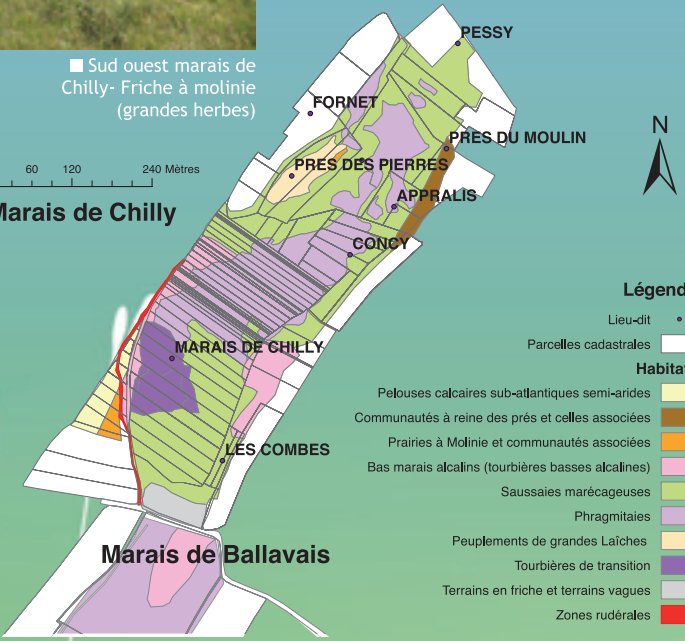 ■ Sud ouest marais de
Chilly- Friche à molinie
(grandes herbes)
60 120 240 Mètres
Marais de Chilly
PESSY
FORNET
PRES DU MOULIN
PRES DES PIERRES
APPRALIS
CONCY
MARAIS DE CHILLY
LES COMBES
Marais de Ballavais
N
Légend
Lieu-dit
Parcelles cadastrales
Habitat
Pelouses calcaires sub-atlantiques semi-arides
Communautés à reine des prés et celles associées
Prairies à Molinie et communautés associées
Bas marais alcalins (tourbières basses alcalines)
Saussaies marécageuses
Phragmitaies
Peuplements de grandes Laîches
Tourbières de transition
Terrains en friche et terrains vagues
Zones rudérales